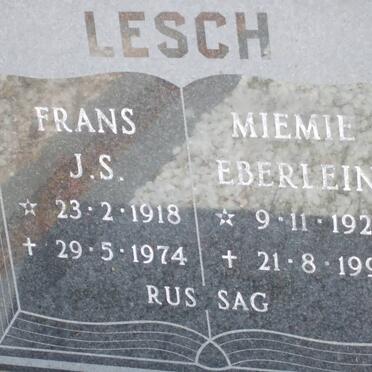 LESCH
FRANS
J.S.
☆ 23·2·1918
✝ 29·5·1974
MIEMIE
EBERLEIN
☆ 9·11·192
✝ 21·8·199
RUS SAG